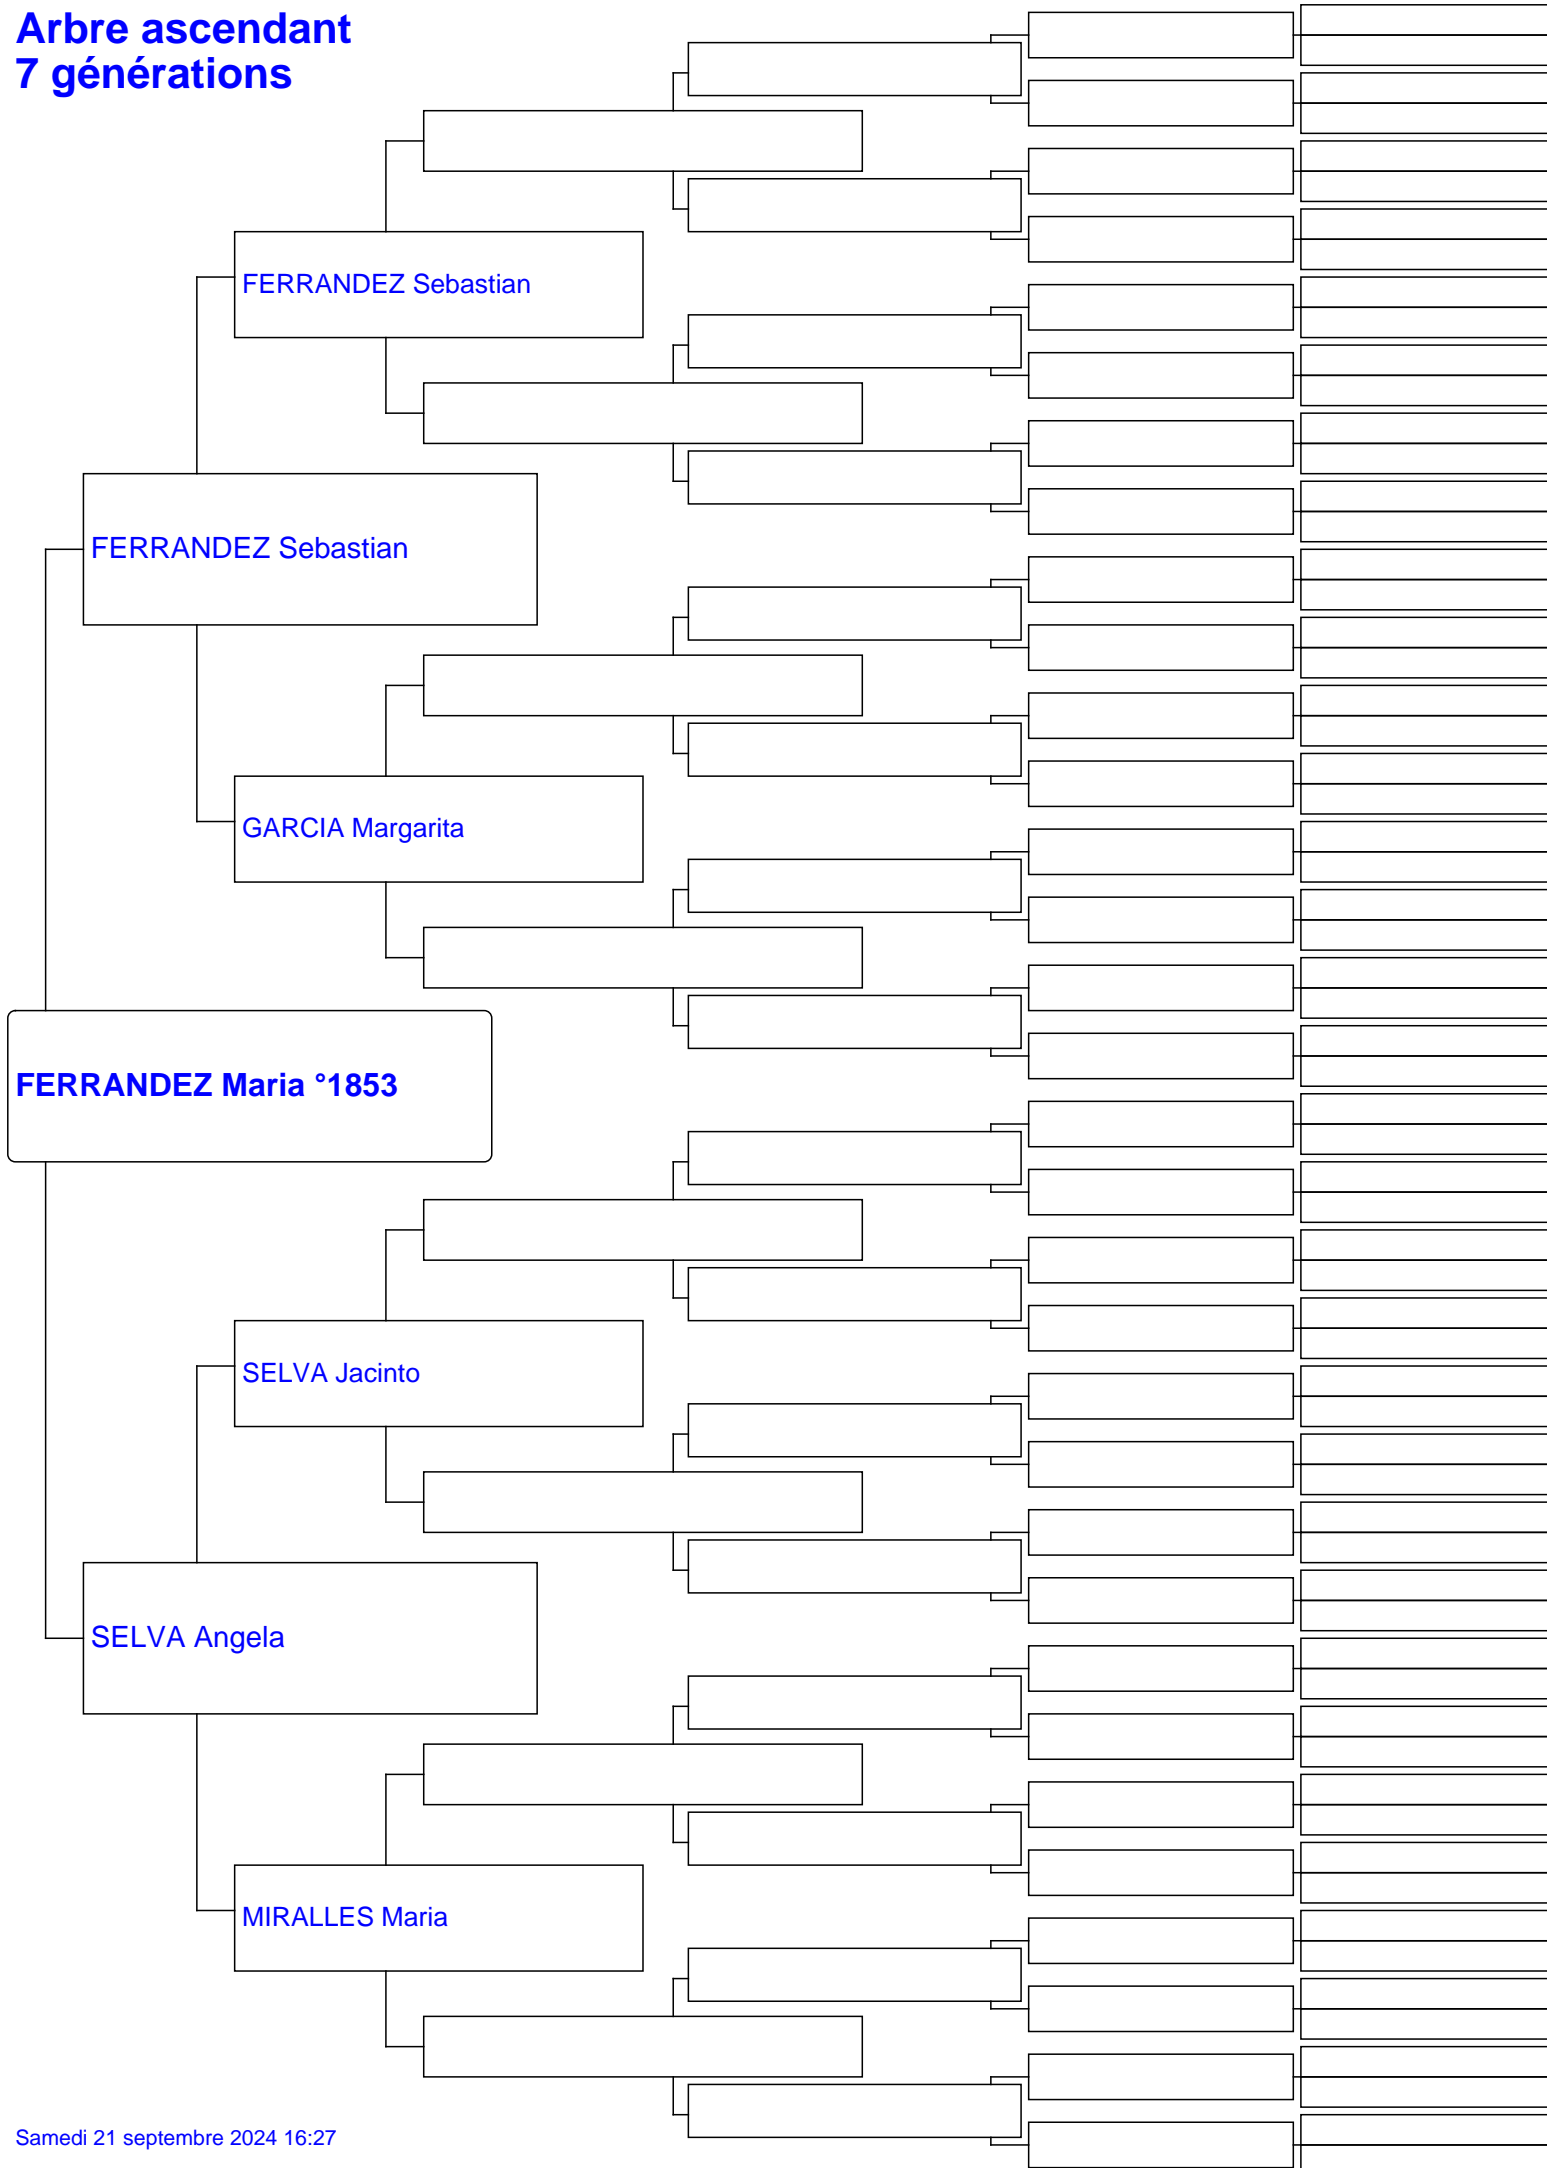 Arbre ascendant
7 générations
FERRANDEZ Sebastian
FERRANDEZ Sebastian
GARCIA Margarita
FERRANDEZ Maria °1853
SELVA Jacinto
SELVA Angela
MIRALLES Maria
Samedi 21 septembre 2024 16:27